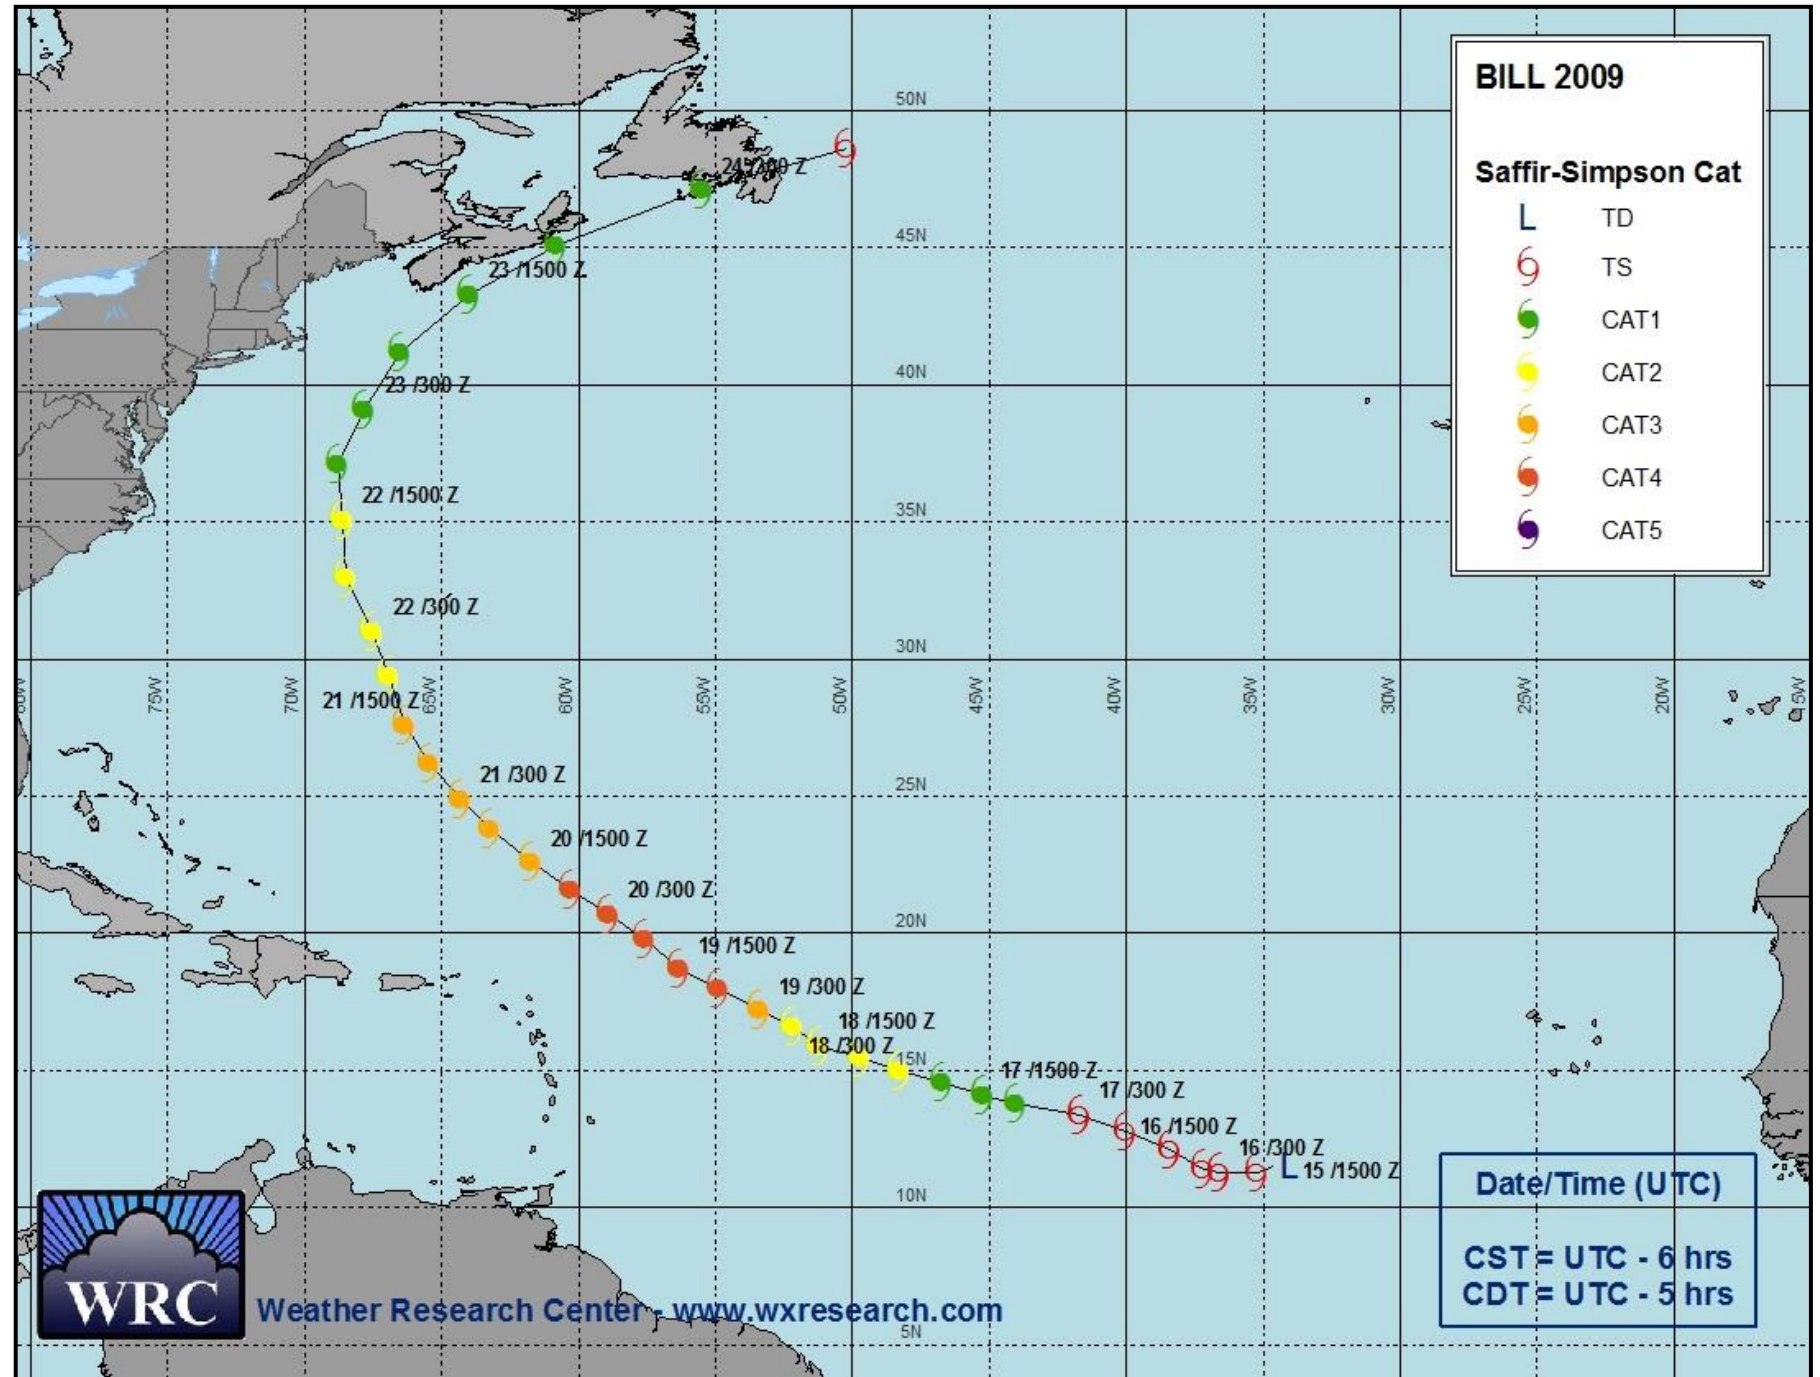 BILL 2009
Saffir-Simpson Cat
L TD
TS
CAT1
CAT2
CAT3
CAT4
CAT5
50N
45N
40N
35N
30N
25N
20N
15N
10N
5N
75W
70W
65W
60W
55W
50W
45W
40W
35W
30W
25W
20W
15W
23 /1500 Z
23 /300 Z
22 /1500 Z
22 /300 Z
21 /1500 Z
21 /300 Z
20 /1500 Z
20 /300 Z
19 /1500 Z
19 /300 Z
18 /1500 Z
18 /300 Z
17 /1500 Z
17 /300 Z
16 /1500 Z
16 /300 Z
L 15 /1500 Z
Date/Time (UTC)
CST = UTC - 6 hrs
CDT = UTC - 5 hrs
WRC
Weather Research Center - www.wxresearch.com